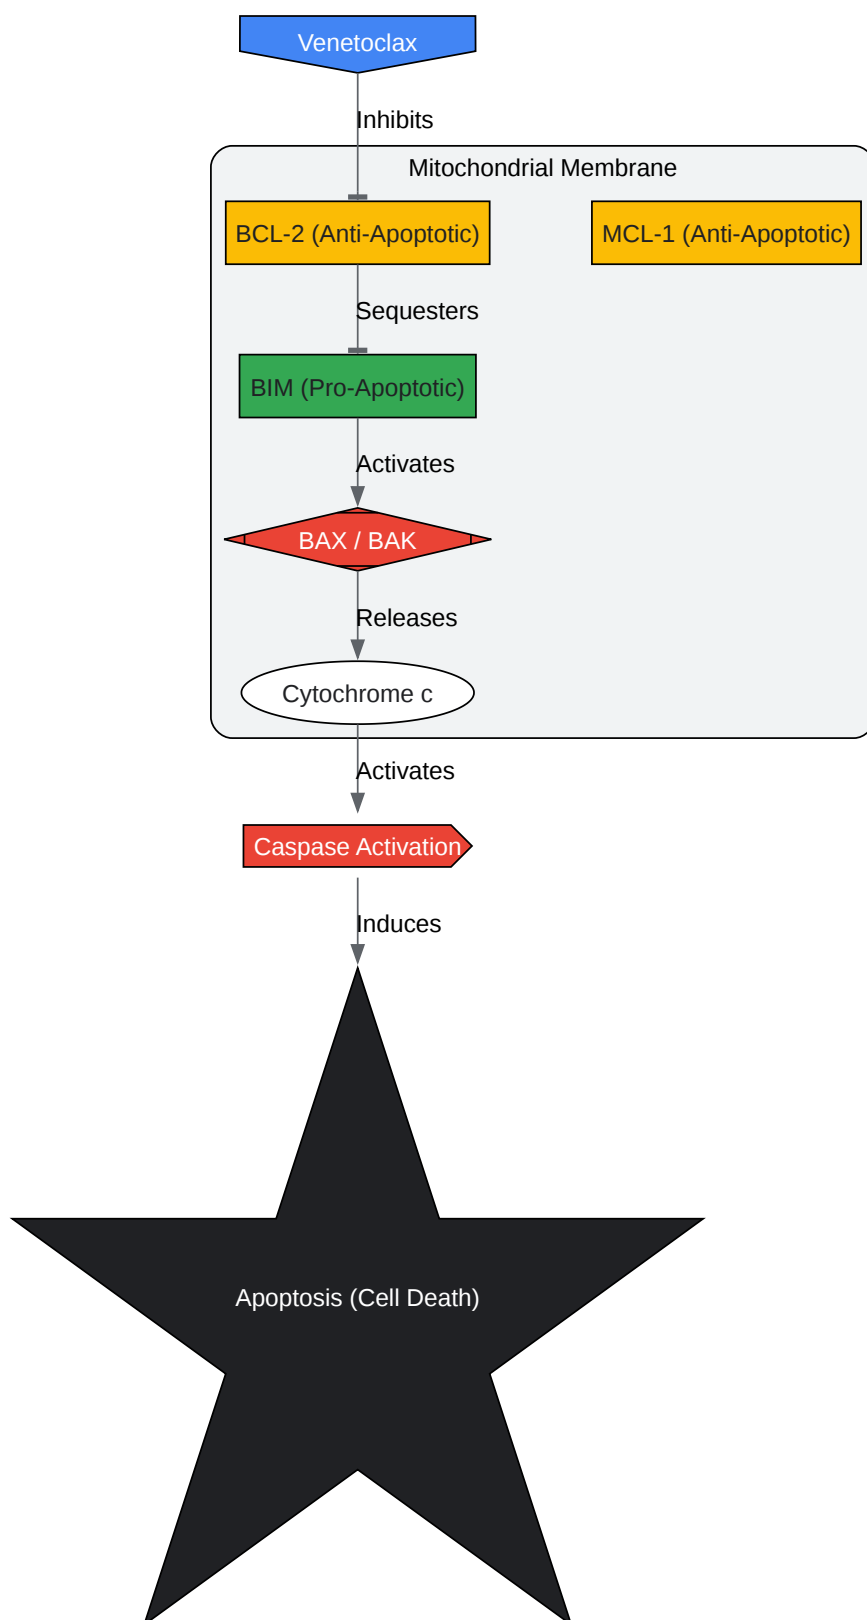 Venetoclax
Inhibits
Mitochondrial Membrane
BCL-2 (Anti-Apoptotic)
MCL-1 (Anti-Apoptotic)
Sequesters
BIM (Pro-Apoptotic)
Activates
BAX / BAK
Releases
Cytochrome c
Activates
Caspase Activation
Induces
Apoptosis (Cell Death)